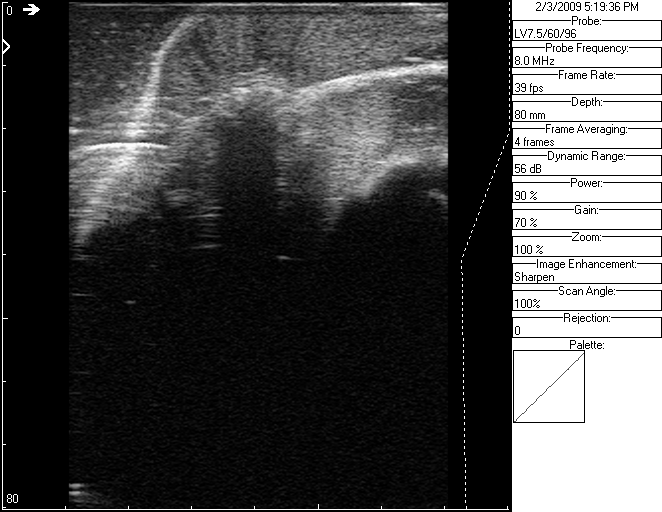 0
80
2/3/2009 5:19:36 PM
Probe:
LV7.5/60/96
Probe Frequency:
8.0 MHz
Frame Rate:
39 fps
Depth:
80 mm
Frame Averaging:
4 frames
Dynamic Range:
56 dB
Power:
90 %
Gain:
70 %
Zoom:
100 %
Image Enhancement:
Sharpen
Scan Angle:
100%
Rejection:
0
Palette: